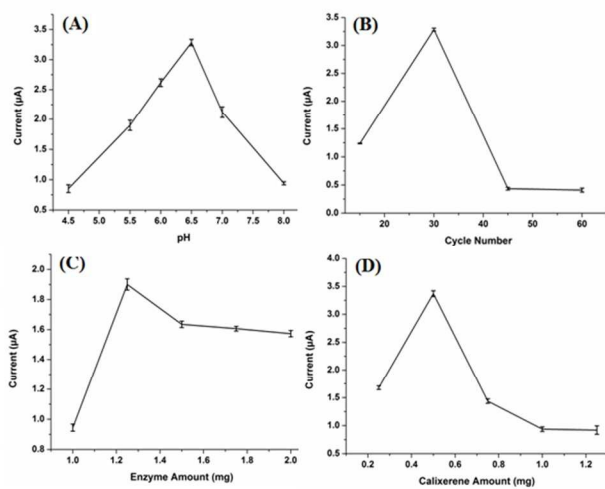 (A)
3.5
3.0
2.5
2.0
1.5
1.0
0.5
Current (µA)
4.5 5.0 5.5 6.0 6.5 7.0 7.5 8.0
pH
(B)
3.5
3.0
2.5
2.0
1.5
1.0
0.5
0.0
Current (µA)
20 30 40 50 60
Cycle Number
(C)
2.0
1.8
1.6
1.4
1.2
1.0
0.8
Current (µA)
1.0 1.2 1.4 1.6 1.8 2.0
Enzyme Amount (mg)
(D)
4.0
3.5
3.0
2.5
2.0
1.5
1.0
0.5
Current (µA)
0.2 0.4 0.6 0.8 1.0 1.2
Calixerene Amount (mg)